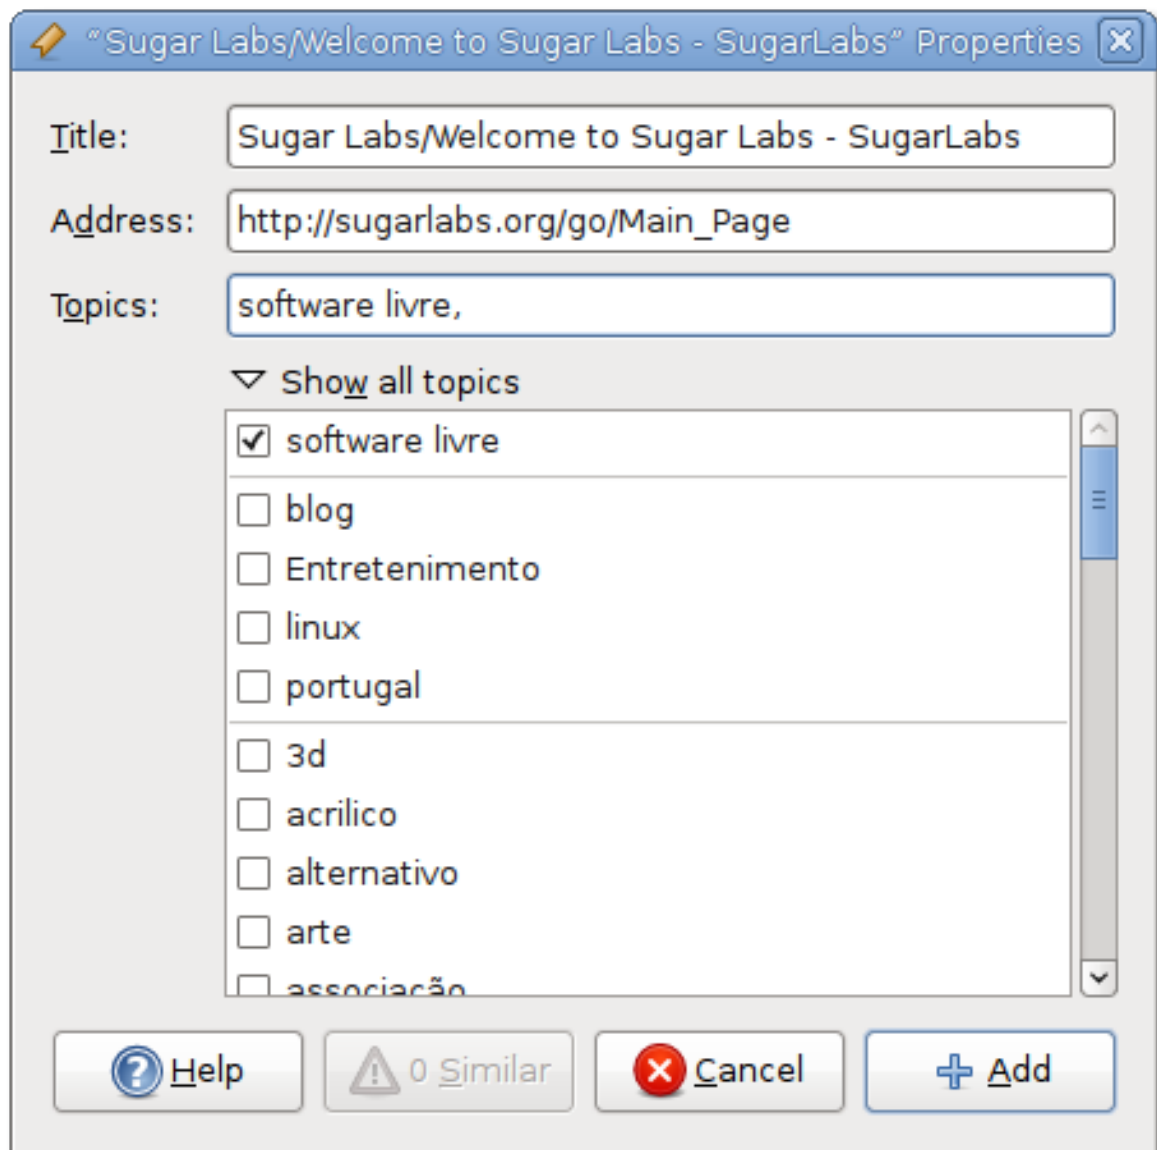 “Sugar Labs/Welcome to Sugar Labs - SugarLabs” Properties
Title: Sugar Labs/Welcome to Sugar Labs - SugarLabs
Address: http://sugarlabs.org/go/Main_Page
Topics: software livre,
Show all topics
software livre
blog
Entretenimento
linux
portugal
3d
acrilico
alternativo
arte
associação
Help 0 Similar Cancel Add